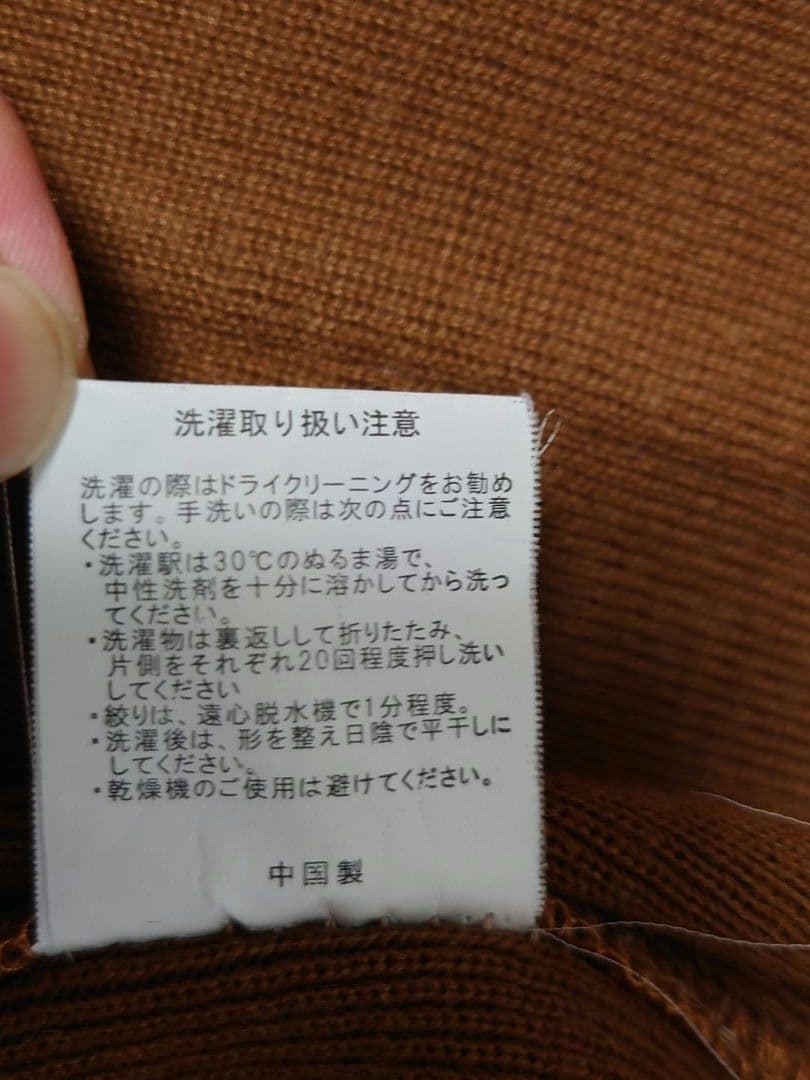 洗濯取り扱い注意
洗濯の際はドライクリーニングをお勧め
します。手洗いの際は次の点にご注意
ください。
・洗濯駅は30℃のぬるま湯で、
中性洗剤を十分に溶かしてから洗っ
てください。
・洗濯物は裏返しして折りたたみ、
片側をそれぞれ20回程度押し洗い
してください
・絞りは、遠心脱水機で1分程度。
・洗濯後は、形を整え日陰で平干しに
してください。
・乾燥機のご使用は避けてください。
中国製